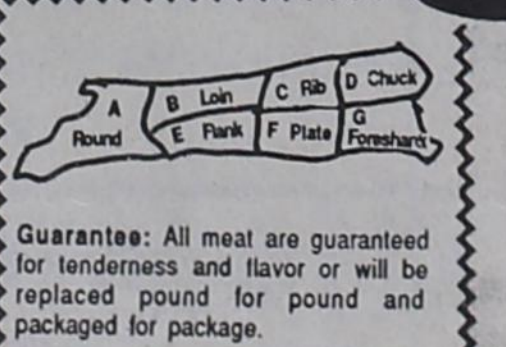 A Round
B Loin
C Rib
D Chuck
E Flank
F Plate
G Foreshank
Guarantee: All meat are guaranteed
for tenderness and flavor or will be
replaced pound for pound and
packaged for package.